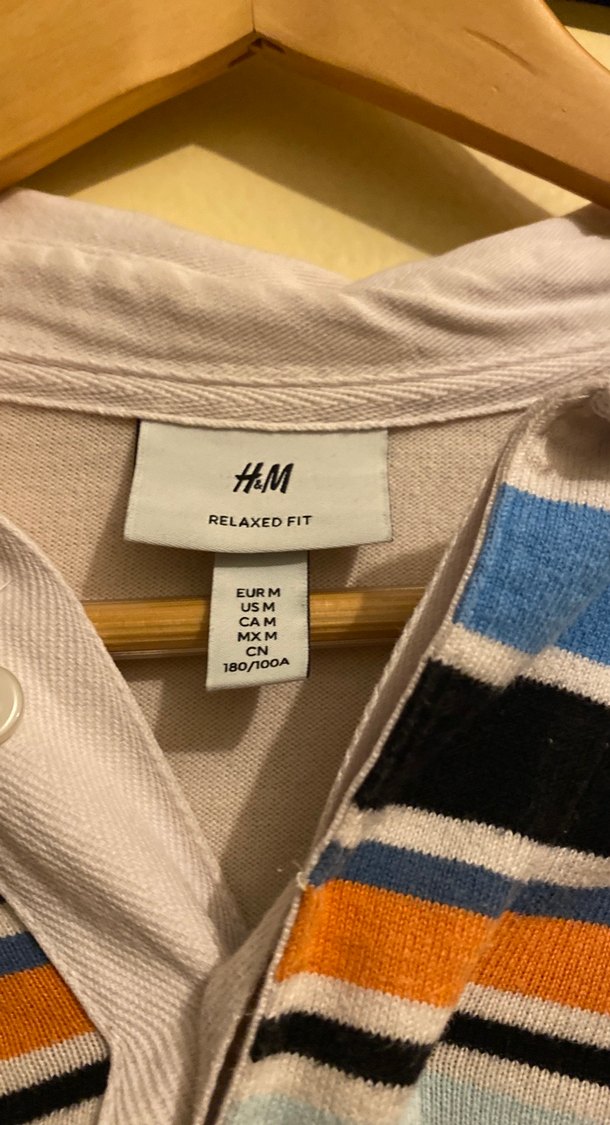 H&M
RELAXED FIT
EUR M
US M
CA M
MX M
CN
180/100A